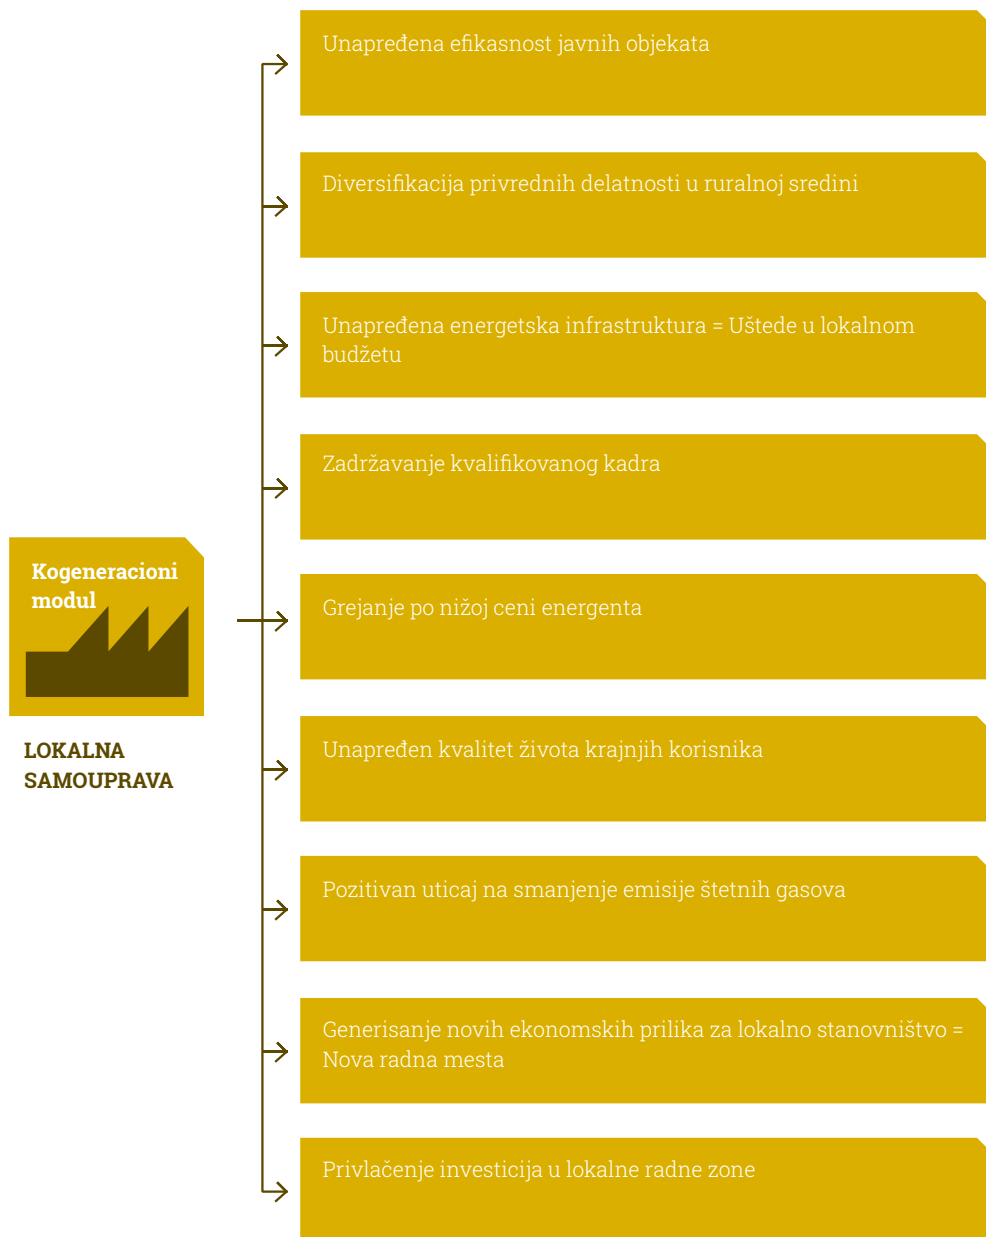 Kogeneracioni
modul
LOKALNA
SAMOUPRAVA
Unapređena efikasnost javnih objekata
Diversifikacija privrednih delatnosti u ruralnoj sredini
Unapređena energetska infrastruktura = Uštede u lokalnom
budžetu
Zadržavanje kvalifikovanog kadra
Grejanje po nižoj ceni energenta
Unapređen kvalitet života krajnjih korisnika
Pozitivan uticaj na smanjenje emisije štetnih gasova
Generisanje novih ekonomskih prilika za lokalno stanovništvo =
Nova radna mesta
Privlačenje investicija u lokalne radne zone